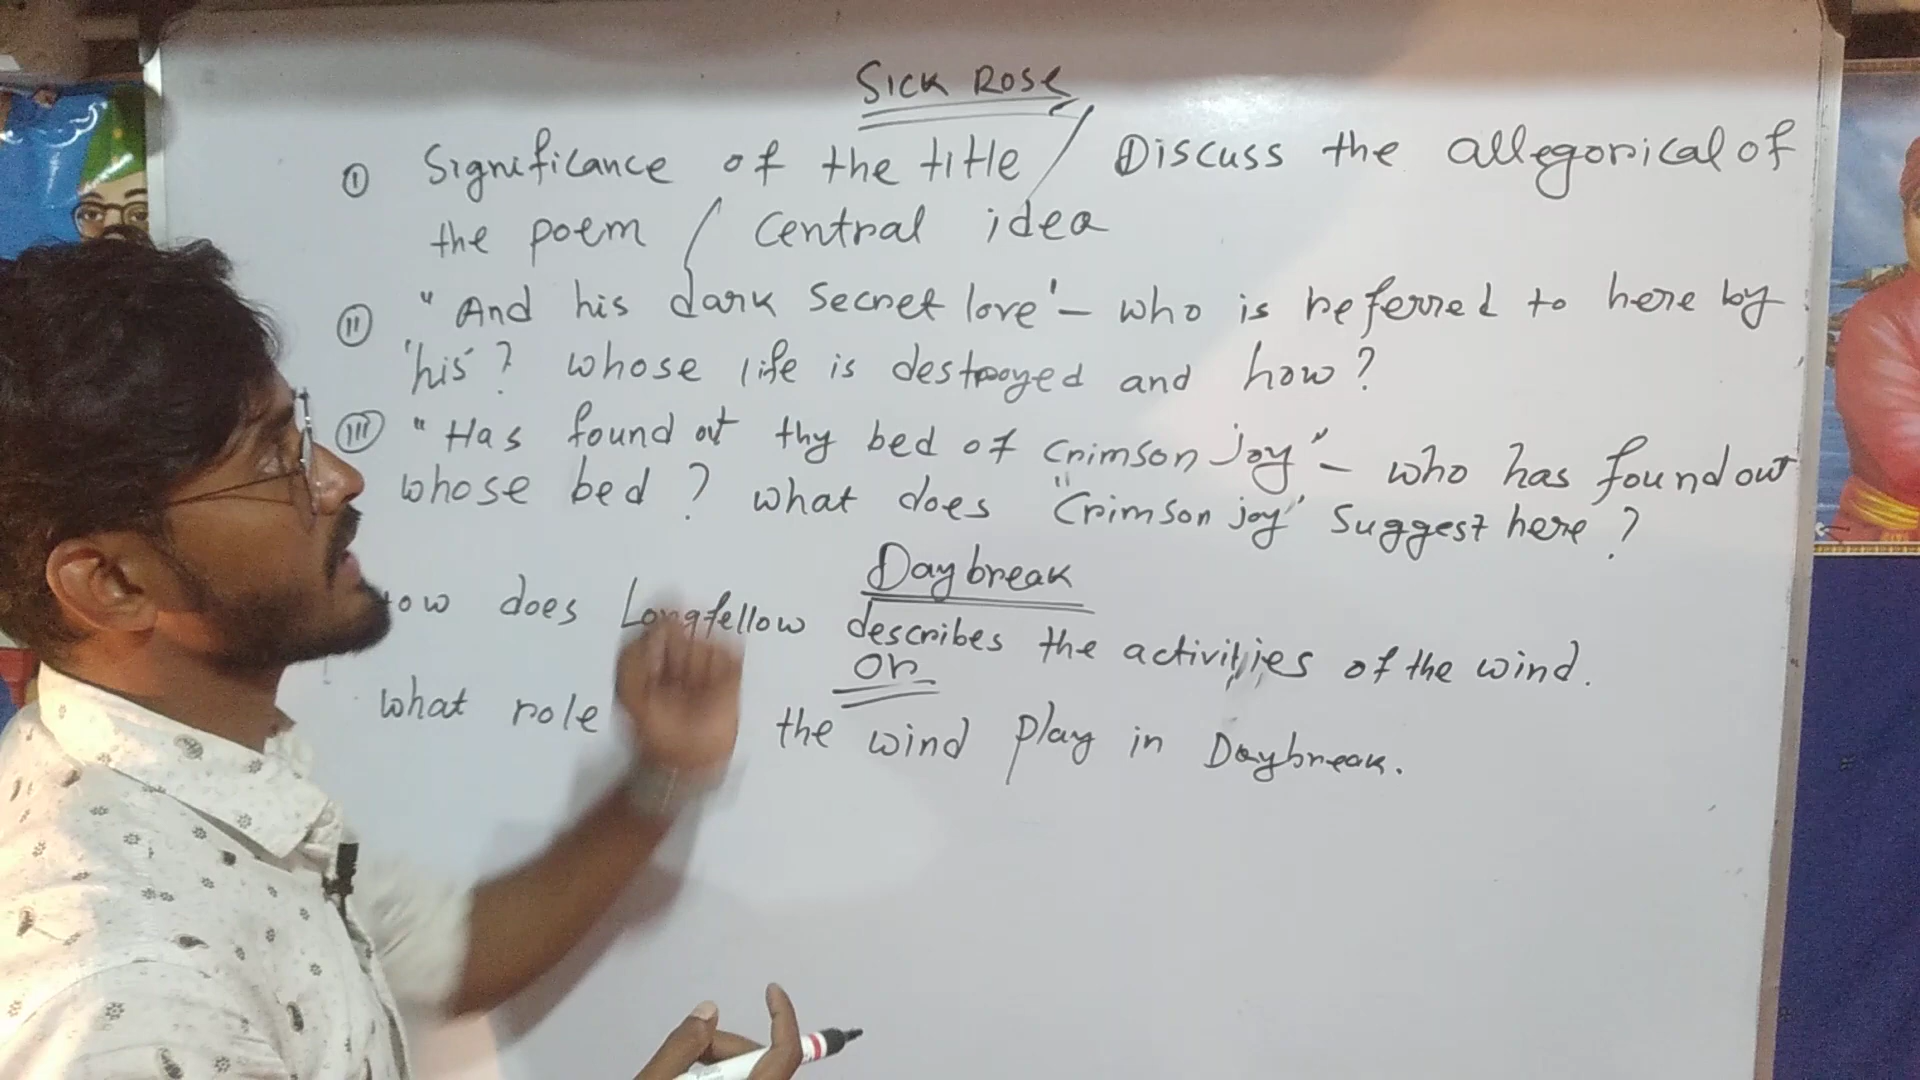 SICK ROSE
① Significance of the title / Discuss the allegorical of
the poem / Central idea
⑪ "And his dark secret love' – who is referred to here by
'his'? whose life is destroyed and how?
⑪⑪ "Has found out thy bed of crimson joy" – who has found out
whose bed? what does "Crimson joy" suggest here?
Daybreak
ow does Longfellow describes the activities of the wind.
OR
what role the wind play in Daybreak.